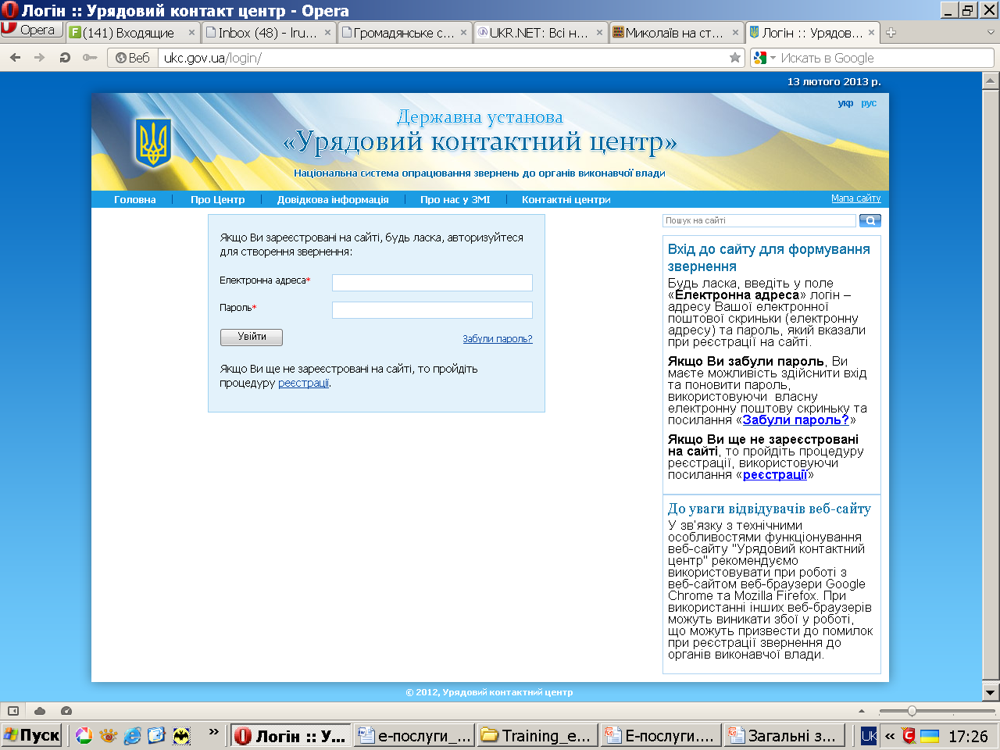 Логін :: Урядовий контакт центр - Opera
Opera
(141) Входящие
Inbox (48) - Iru...
Громадянське с...
UKR.NET: Всі н...
Миколаїв на ст...
Логін :: Урядов...
Веб
ukc.gov.ua/login/
Искать в Google
13 лютого 2013 р.
укр рус
Державна установа
«Урядовий контактний центр»
Національна система опрацювання звернень до органів виконавчої влади
Головна
Про Центр
Довідкова інформація
Про нас у ЗМІ
Контактні центри
Мапа сайту
Якщо Ви зареєстровані на сайті, будь ласка, авторизуйтеся
для створення звернення:
Електронна адреса*
Пароль*
Увійти
Забули пароль?
Якщо Ви ще не зареєстровані на сайті, то пройдіть
процедуру реєстрації.
Пошук на сайті
Вхід до сайту для формування
звернення
Будь ласка, введіть у поле
«Електронна адреса» логін –
адресу Вашої електронної
поштової скриньки (електронну
адресу) та пароль, який вказали
при реєстрації на сайті.
Якщо Ви забули пароль, Ви
маєте можливість здійснити вхід
та поновити пароль,
використовуючи власну
електронну поштову скриньку та
посилання «Забули пароль?»
Якщо Ви ще не зареєстровані
на сайті, то пройдіть процедуру
реєстрації, використовуючи
посилання «реєстрації»
До уваги відвідувачів веб-сайту
У зв'язку з технічними
особливостями функціонування
веб-сайту "Урядовий контактний
центр" рекомендуємо
використовувати при роботі з
веб-сайтом веб-браузери Google
Chrome та Mozilla Firefox. При
використанні інших веб-браузерів
можуть виникати збої у роботі,
що можуть призвести до помилок
при реєстрації звернення до
органів виконавчої влади.
© 2012, Урядовий контактний центр
Пуск
»
Логін :: У...
е-послуги_...
Training_e...
Е-послуги....
Загальні з...
UK
«
17:26